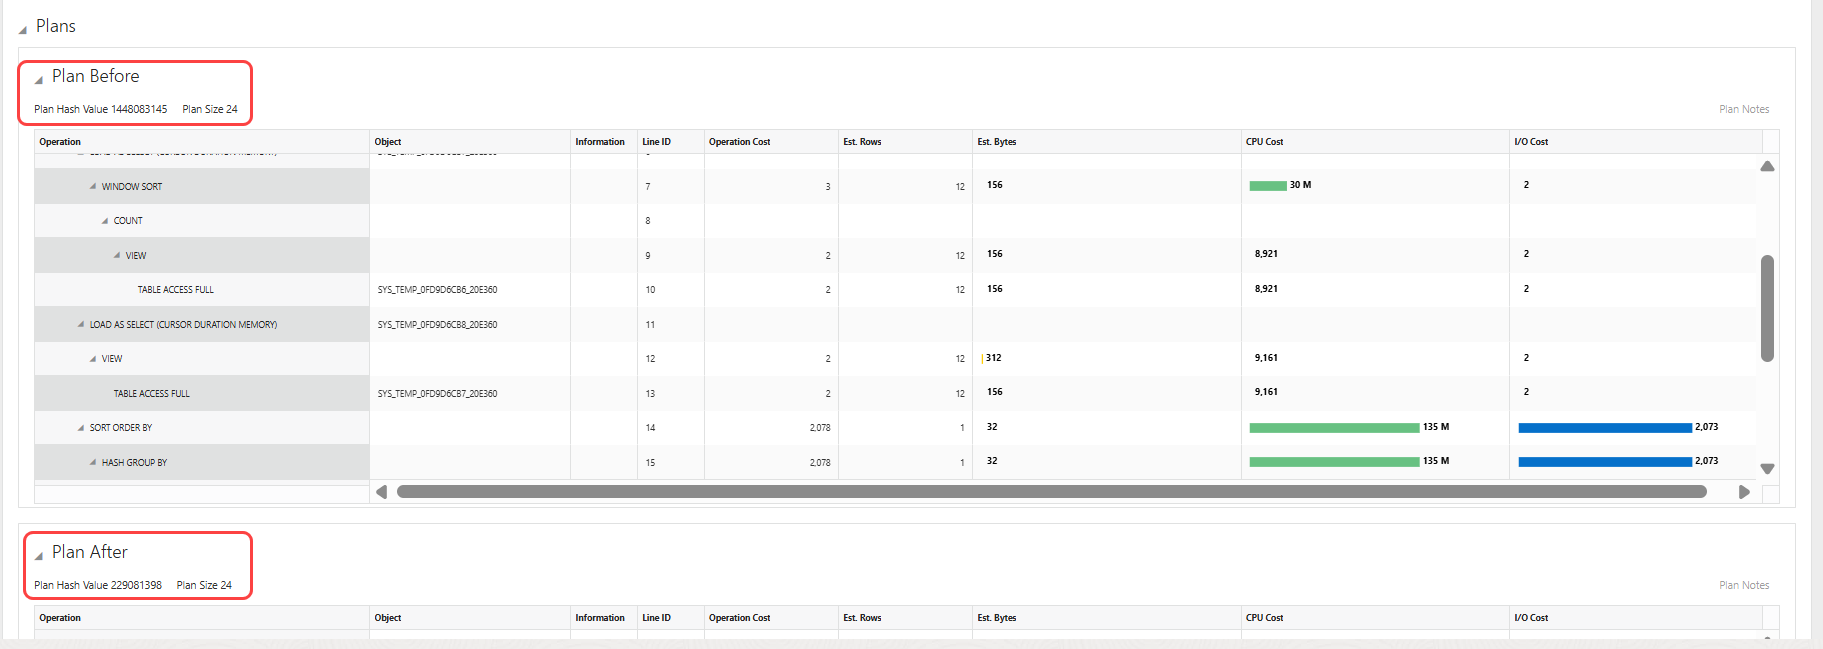 Plans
Plan Before
Plan Hash Value 1448083145 Plan Size 24 Plan Notes
Operation Object Information Line ID Operation Cost Est. Rows Est. Bytes CPU Cost I/O Cost
WINDOW SORT 7 3 12 156 30 M 2
COUNT 8
VIEW 9 2 12 156 8,921 2
TABLE ACCESS FULL SYS_TEMP_0FD9D6CB6_20E360 10 2 12 156 8,921 2
LOAD AS SELECT (CURSOR DURATION MEMORY) SYS_TEMP_0FD9D6CB8_20E360 11
VIEW 12 2 12 312 9,161 2
TABLE ACCESS FULL SYS_TEMP_0FD9D6CB7_20E360 13 2 12 156 9,161 2
SORT ORDER BY 14 2,078 1 32 135 M 2,073
HASH GROUP BY 15 2,078 1 32 135 M 2,073
Plan After
Plan Hash Value 229081398 Plan Size 24 Plan Notes
Operation Object Information Line ID Operation Cost Est. Rows Est. Bytes CPU Cost I/O Cost